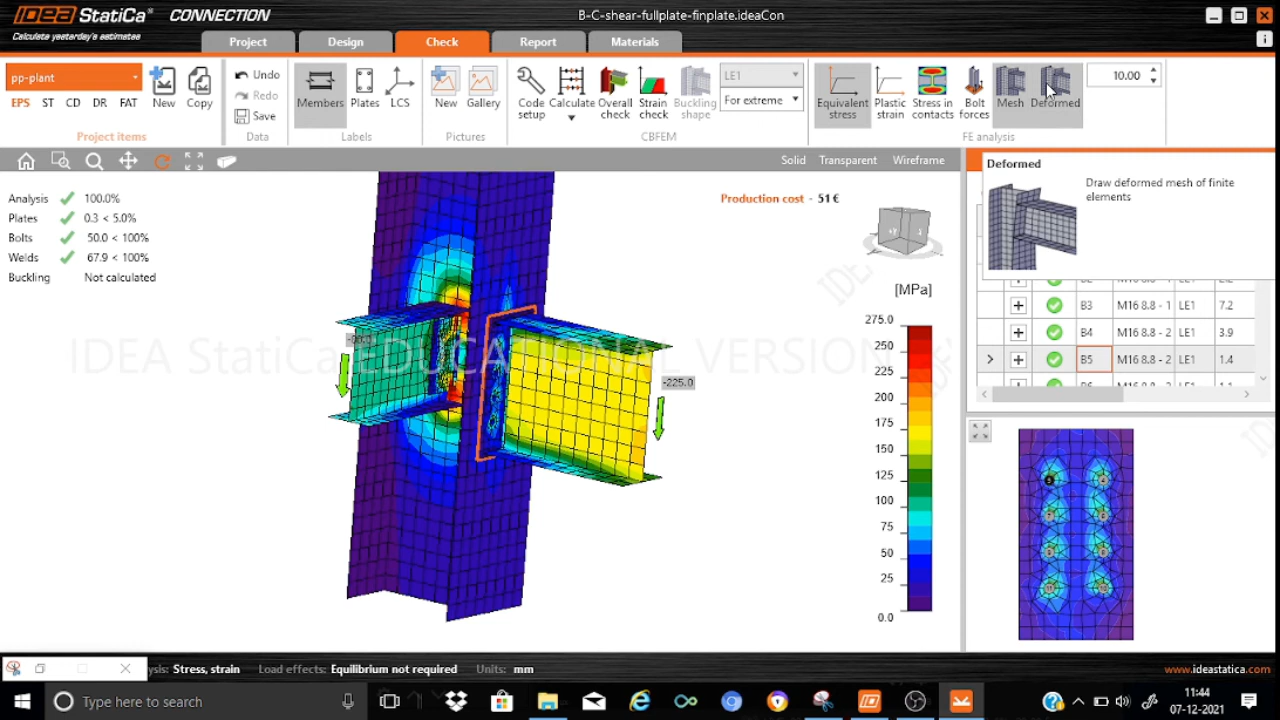 IDEA StatiCa® CONNECTION
Calculate yesterday's estimates
B-C-shear-fullplate-finplate.ideaCon
Project Design Check Report Materials
pp-plant
EPS ST CD DR FAT
New Copy
Project items
Undo
Redo
Save
Data
Members Plates LCS
Labels
New Gallery
Pictures
Code setup Calculate Overall check Strain check Buckling shape
LE1
For extreme
CBFEM
Equivalent stress Plastic strain Stress in contacts Bolt forces Mesh Deformed
10.00
FE analysis
Solid Transparent Wireframe
Deformed
Draw deformed mesh of finite elements
Analysis 100.0%
Plates 0.3 < 5.0%
Bolts 50.0 < 100%
Welds 67.9 < 100%
Buckling Not calculated
Production cost - 51 €
[MPa]
275.0
250
225
200
175
150
125
100
75
50
25
0.0
-225.0
IDEA StatiCa EDUCATIONAL VERSION
B3 M16 8.8 - 1 LE1 7.2
B4 M16 8.8 - 2 LE1 3.9
B5 M16 8.8 - 2 LE1 1.4
ysis: Stress, strain Load effects: Equilibrium not required Units: mm
www.ideastatica.com
Type here to search
11:44
07-12-2021